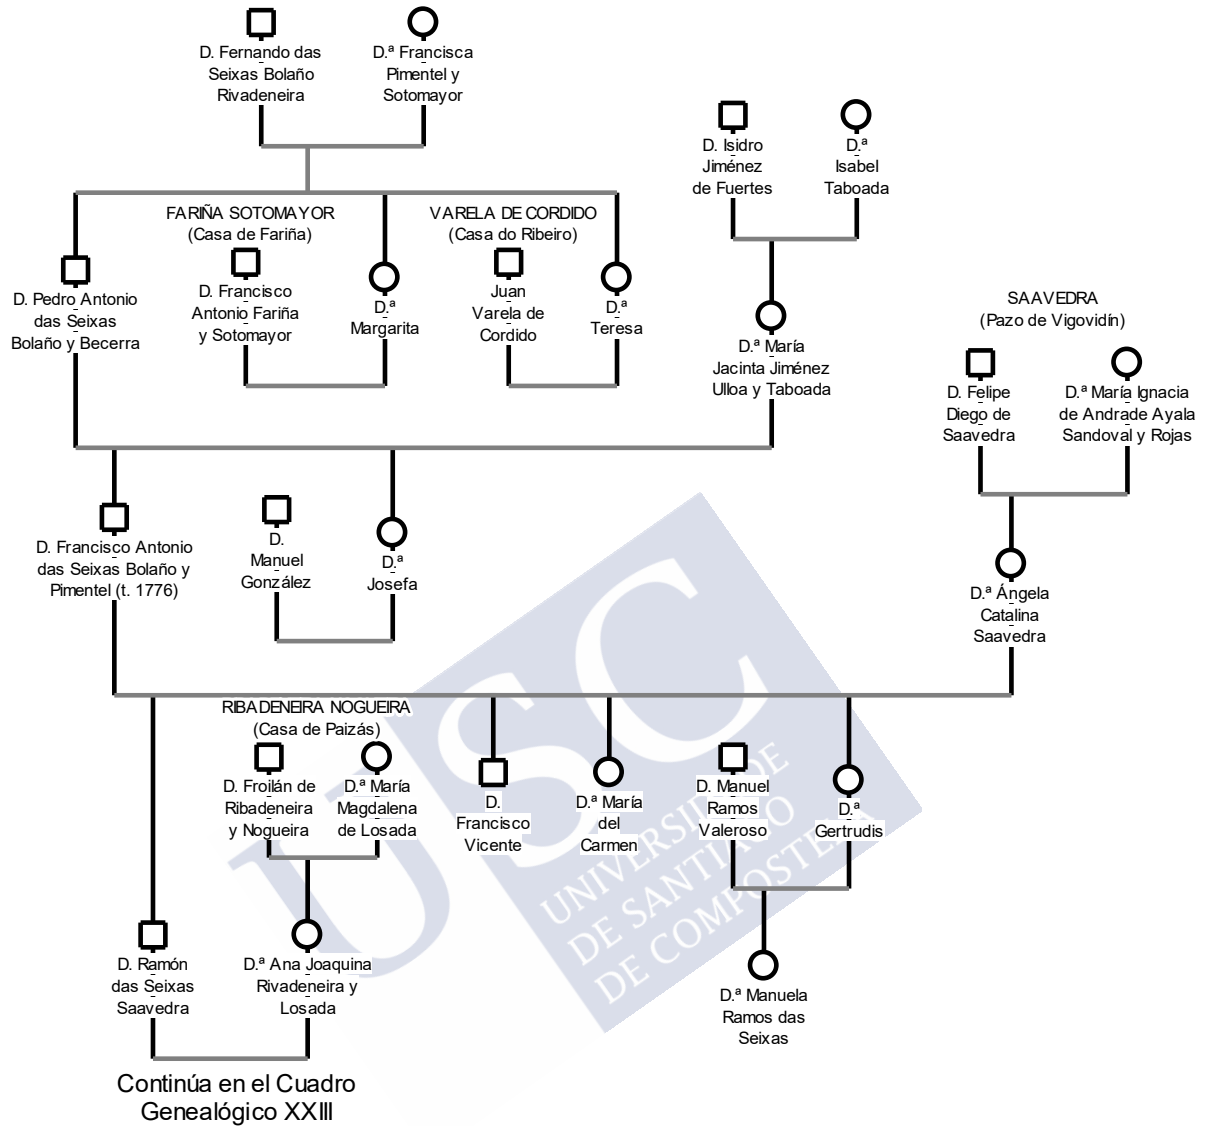 D. Fernando das
Seixas Bolaño
Rivadeneira
D.ª Francisca
Pimentel y
Sotomayor
D. Isidro
Jiménez
de Fuertes
D.ª
Isabel
Taboada
FARIÑA SOTOMAYOR
(Casa de Fariña)
VARELA DE CORDIDO
(Casa do Ribeiro)
D. Pedro Antonio
das Seixas
Bolaño y Becerra
D. Francisco
Antonio Fariña
y Sotomayor
D.ª
Margarita
Juan
Varela de
Cordido
D.ª
Teresa
D.ª María
Jacinta Jiménez
Ulloa y Taboada
SAAVEDRA
(Pazo de Vigovidín)
D. Felipe
Diego de
Saavedra
D.ª María Ignacia
de Andrade Ayala
Sandoval y Rojas
D. Francisco Antonio
das Seixas Bolaño y
Pimentel (t. 1776)
D.
Manuel
González
D.ª
Josefa
D.ª Ángela
Catalina
Saavedra
RIBADENEIRA NOGUEIRA
(Casa de Paizás)
D. Froilán de
Ribadeneira
y Nogueira
D.ª María
Magdalena
de Losada
D.
Francisco
Vicente
D.ª María
del
Carmen
D. Manuel
Ramos
Valeroso
D.ª
Gertrudis
D. Ramón
das Seixas
Saavedra
D.ª Ana Joaquina
Rivadeneira y
Losada
D.ª Manuela
Ramos das
Seixas
Continúa en el Cuadro
Genealógico XXIII
USC
UNIVERSIDADE
DE SANTIAGO
DE COMPOSTELA